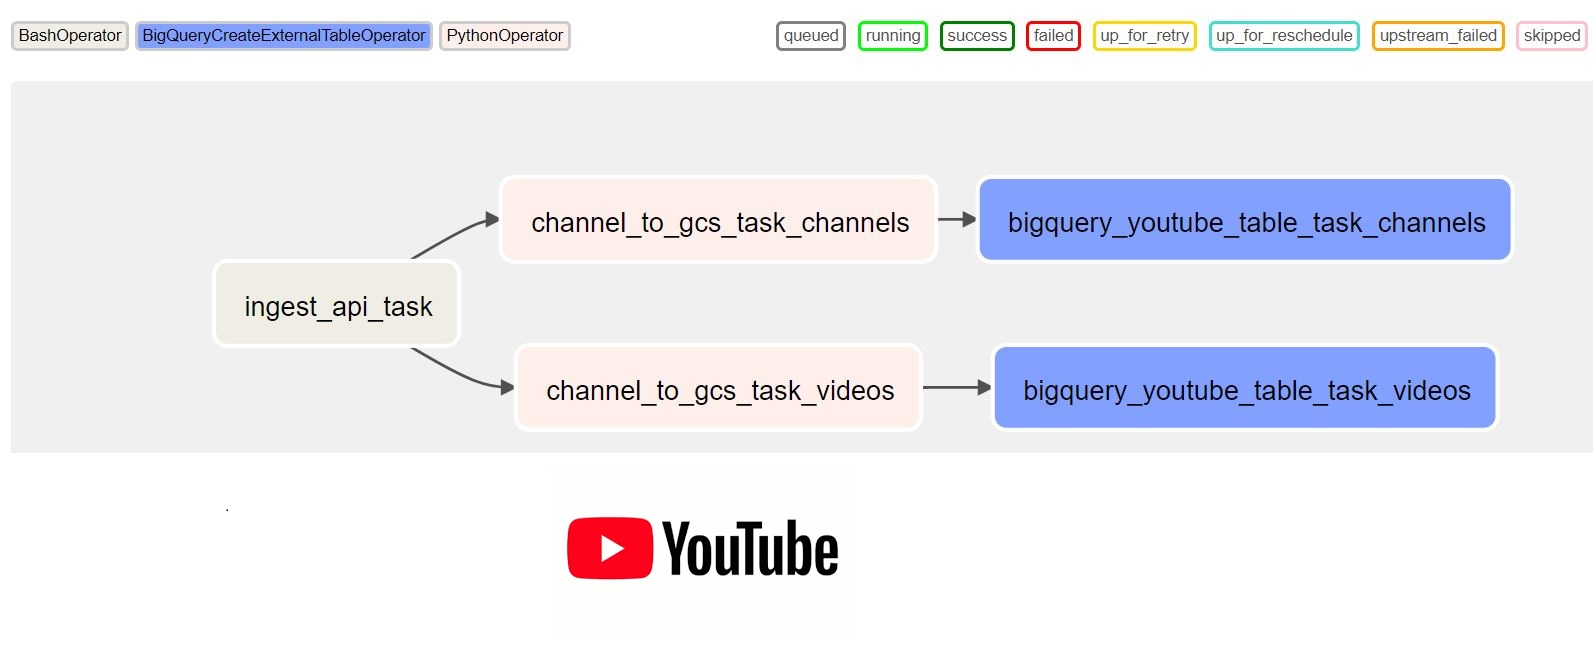 BashOperator BigQueryCreateExternalTableOperator PythonOperator queued running success failed up_for_retry up_for_reschedule upstream_failed skipped
channel_to_gcs_task_channels bigquery_youtube_table_task_channels
ingest_api_task
channel_to_gcs_task_videos bigquery_youtube_table_task_videos
.
YouTube